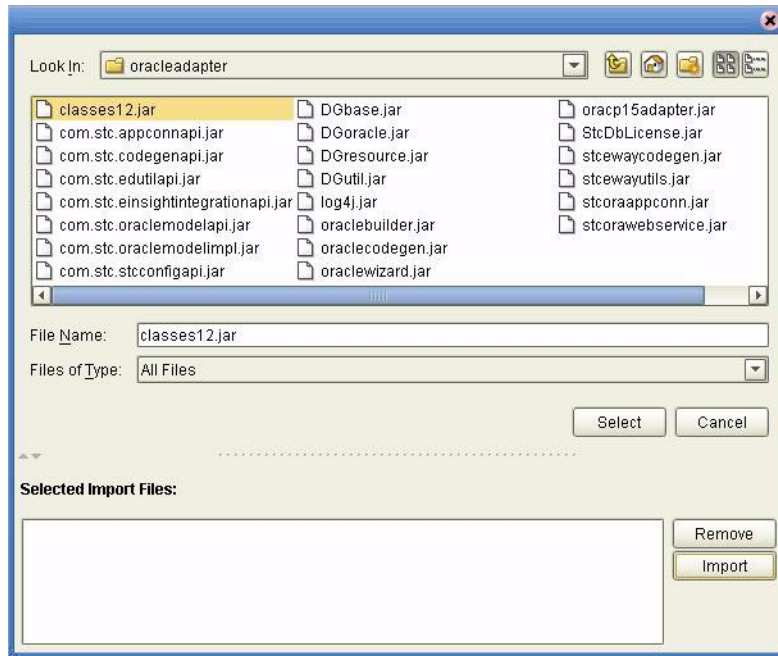 Look In: oracleadapter
classes12.jar
com.stc.appconnapi.jar
com.stc.codegenapi.jar
com.stc.edutilapi.jar
com.stc.einsightintegrationapi.jar
com.stc.oraclemodelapi.jar
com.stc.oraclemodelimpl.jar
com.stc.stcconfigapi.jar
DGbase.jar
DGoracle.jar
DGresource.jar
DGutil.jar
log4j.jar
oraclebuilder.jar
oraclecodegen.jar
oraclewizard.jar
oracp15adapter.jar
StcDbLicense.jar
stcewaycodegen.jar
stcewayutils.jar
stcoraappconn.jar
stcorawebservice.jar
File Name: classes12.jar
Files of Type: All Files
Select Cancel
Selected Import Files:
Remove
Import